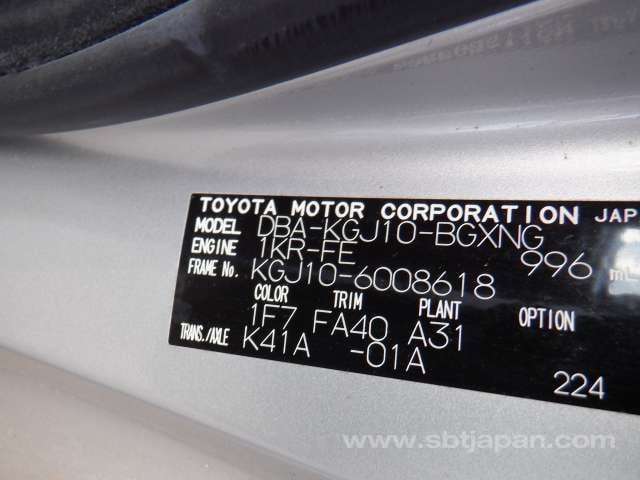 TOYOTA MOTOR CORPORATION JAP
MODEL DBA-KGJ10-BGXNG
ENGINE 1KR-FE 996 mL
FRAME No. KGJ10-6008618
COLOR TRIM PLANT OPTION
1F7 FA40 A31
TRANS./AXLE K41A -01A
224
www.sbtjapan.com